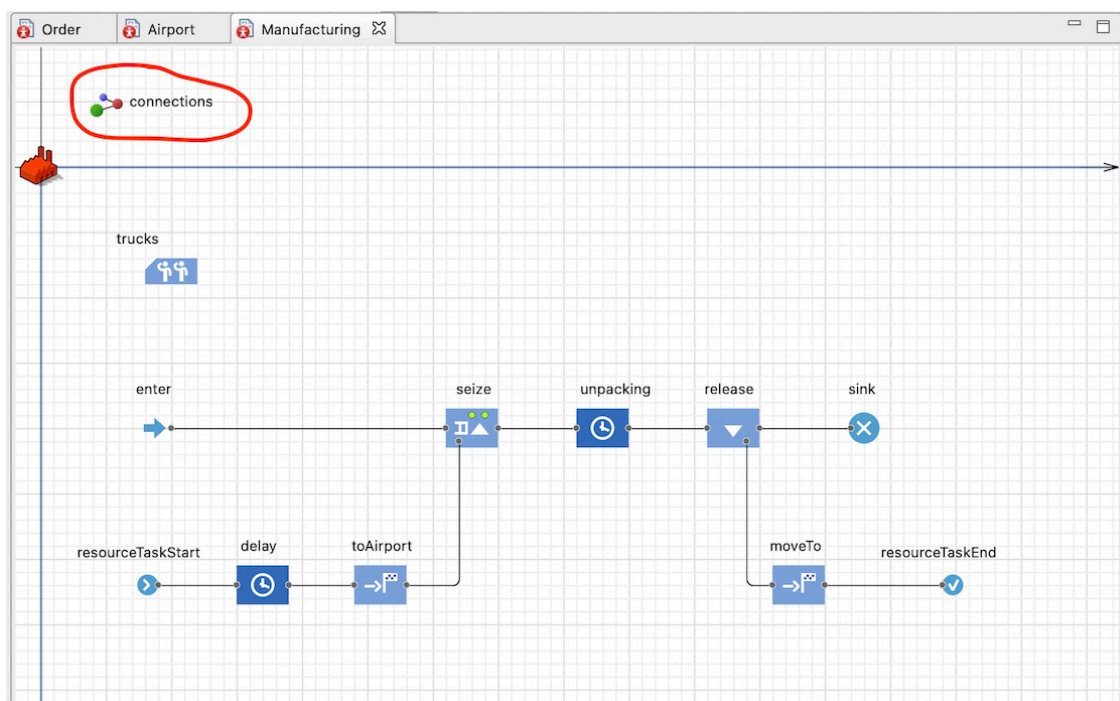 Order
Airport
Manufacturing
connections
trucks
enter
seize
unpacking
release
sink
resourceTaskStart
delay
toAirport
moveTo
resourceTaskEnd